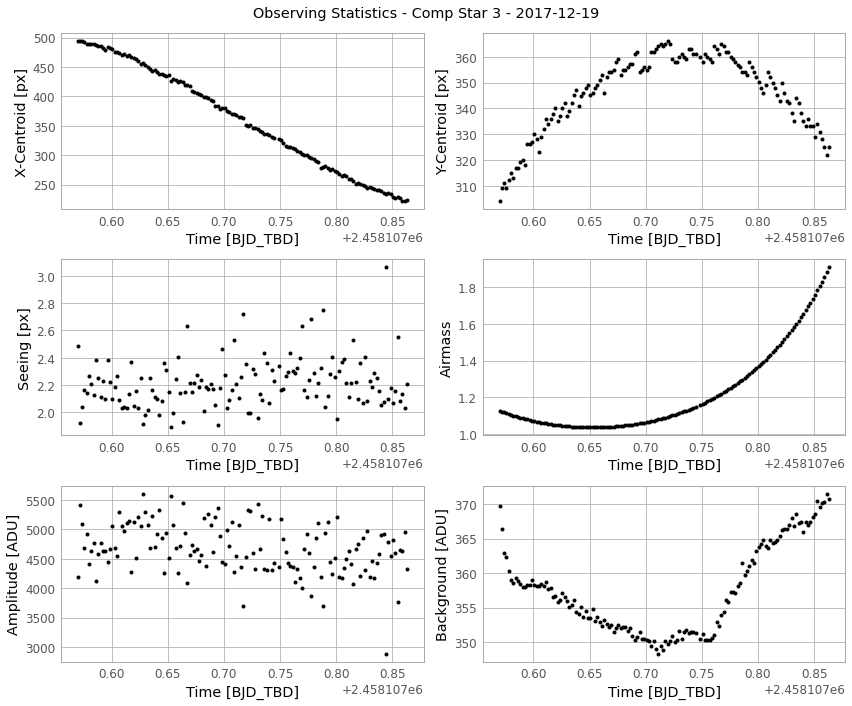 Observing Statistics - Comp Star 3 - 2017-12-19
X-Centroid [px]
500
450
400
350
300
250
0.60 0.65 0.70 0.75 0.80 0.85
+2.458107e6
Time [BJD_TBD]
Y-Centroid [px]
360
350
340
330
320
310
0.60 0.65 0.70 0.75 0.80 0.85
+2.458107e6
Time [BJD_TBD]
Seeing [px]
3.0
2.8
2.6
2.4
2.2
2.0
0.60 0.65 0.70 0.75 0.80 0.85
+2.458107e6
Time [BJD_TBD]
Airmass
1.8
1.6
1.4
1.2
1.0
0.60 0.65 0.70 0.75 0.80 0.85
+2.458107e6
Time [BJD_TBD]
Amplitude [ADU]
5500
5000
4500
4000
3500
3000
0.60 0.65 0.70 0.75 0.80 0.85
+2.458107e6
Time [BJD_TBD]
Background [ADU]
370
365
360
355
350
0.60 0.65 0.70 0.75 0.80 0.85
+2.458107e6
Time [BJD_TBD]